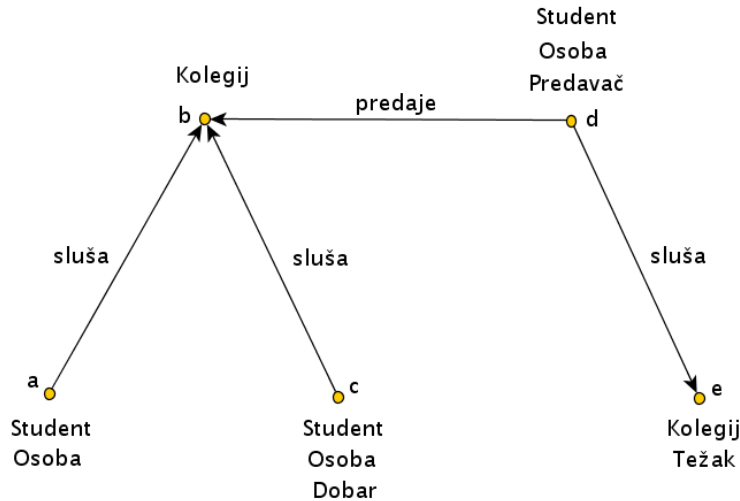 Student
Osoba
Predavač
Kolegij
predaje
b
d
sluša
sluša
sluša
a
c
e
Student
Osoba
Student
Osoba
Dobar
Kolegij
Težak